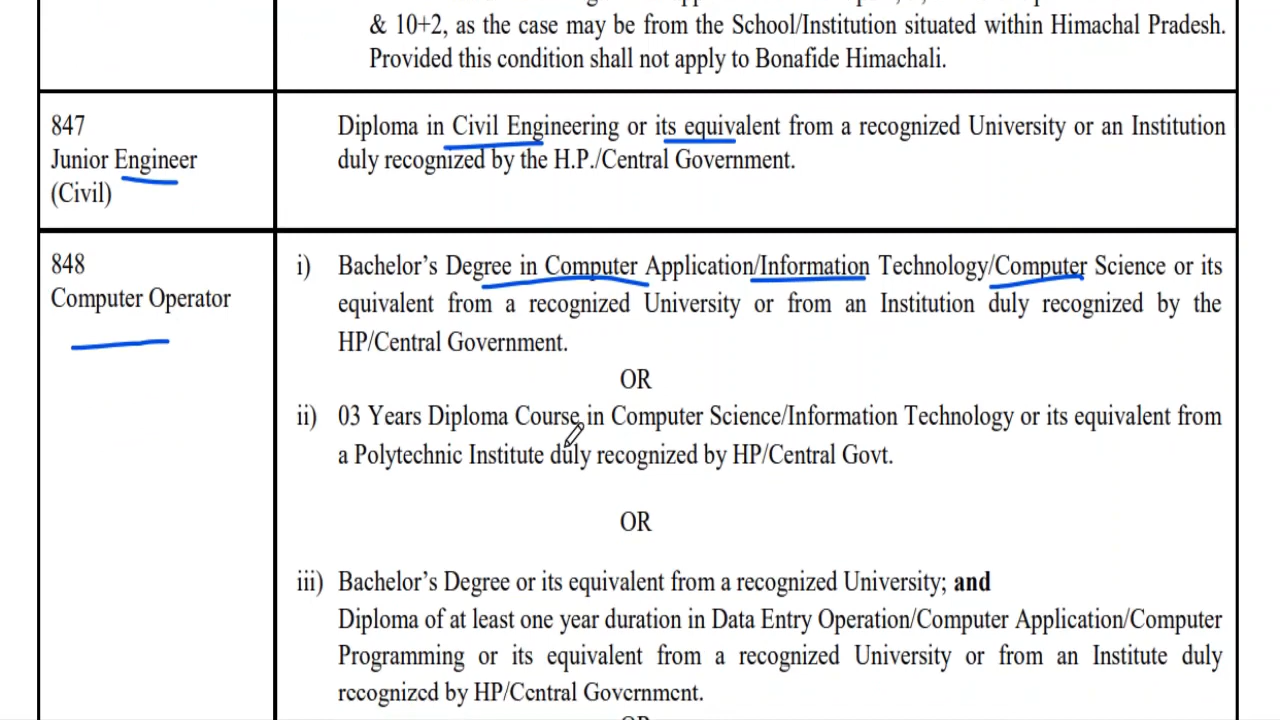 & 10+2, as the case may be from the School/Institution situated within Himachal Pradesh.
Provided this condition shall not apply to Bonafide Himachali.
847
Junior Engineer
(Civil)
Diploma in Civil Engineering or its equivalent from a recognized University or an Institution
duly recognized by the H.P./Central Government.
848
Computer Operator
i) Bachelor’s Degree in Computer Application/Information Technology/Computer Science or its
equivalent from a recognized University or from an Institution duly recognized by the
HP/Central Government.
OR
ii) 03 Years Diploma Course in Computer Science/Information Technology or its equivalent from
a Polytechnic Institute duly recognized by HP/Central Govt.
OR
iii) Bachelor’s Degree or its equivalent from a recognized University; and
Diploma of at least one year duration in Data Entry Operation/Computer Application/Computer
Programming or its equivalent from a recognized University or from an Institute duly
recognized by HP/Central Government.